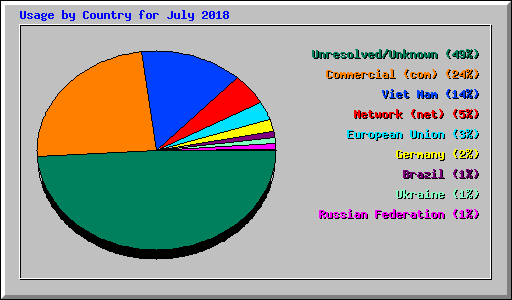 Usage by Country for July 2018
Unresolved/Unknown (49%)
Commercial (com) (24%)
Viet Nam (14%)
Network (net) (5%)
European Union (3%)
Germany (2%)
Brazil (1%)
Ukraine (1%)
Russian Federation (1%)